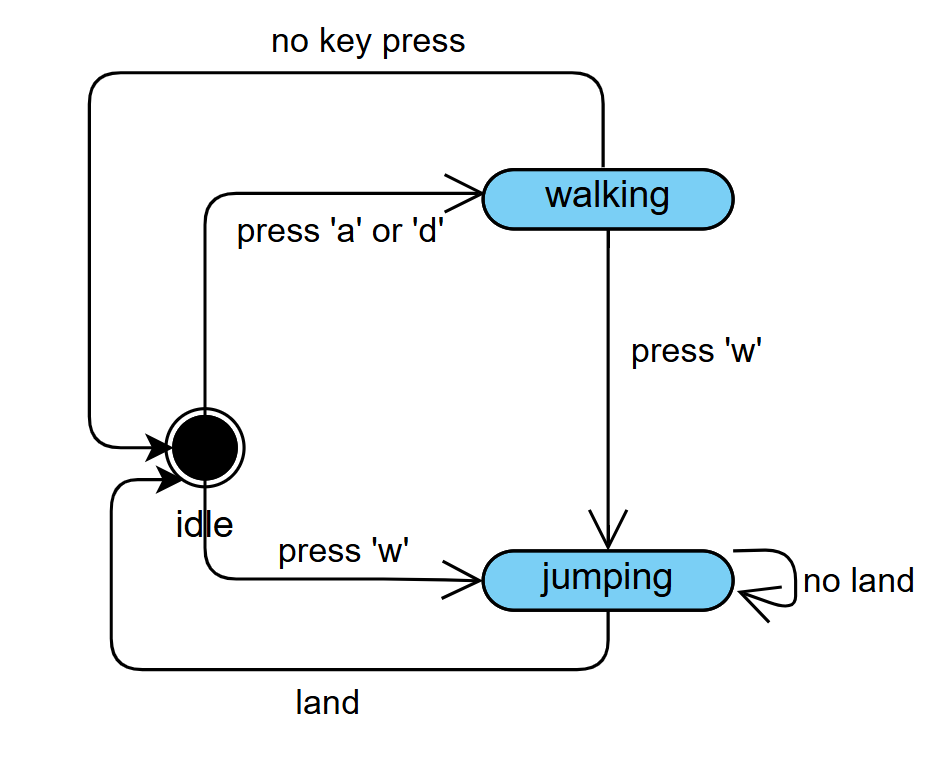 no key press
walking
press 'a' or 'd'
press 'w'
idle
press 'w'
jumping
no land
land